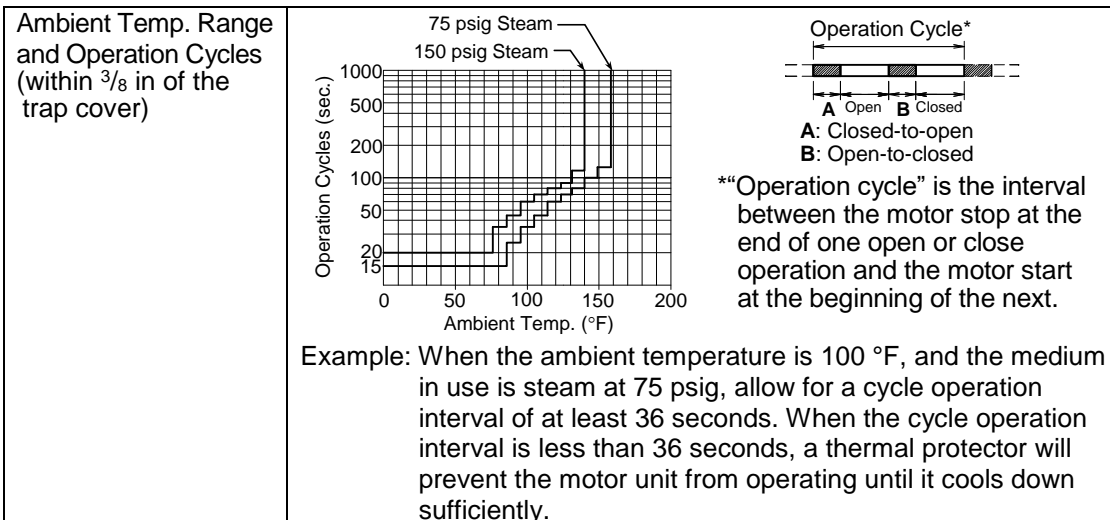 Ambient Temp. Range
and Operation Cycles
(within 3/8 in of the
trap cover)
75 psig Steam
150 psig Steam
Operation Cycles (sec.)
1000
500
200
100
50
20
15
0 50 100 150 200
Ambient Temp. (°F)
Operation Cycle*
A Open B Closed
A: Closed-to-open
B: Open-to-closed
*“Operation cycle” is the interval
between the motor stop at the
end of one open or close
operation and the motor start
at the beginning of the next.
Example: When the ambient temperature is 100 °F, and the medium
in use is steam at 75 psig, allow for a cycle operation
interval of at least 36 seconds. When the cycle operation
interval is less than 36 seconds, a thermal protector will
prevent the motor unit from operating until it cools down
sufficiently.